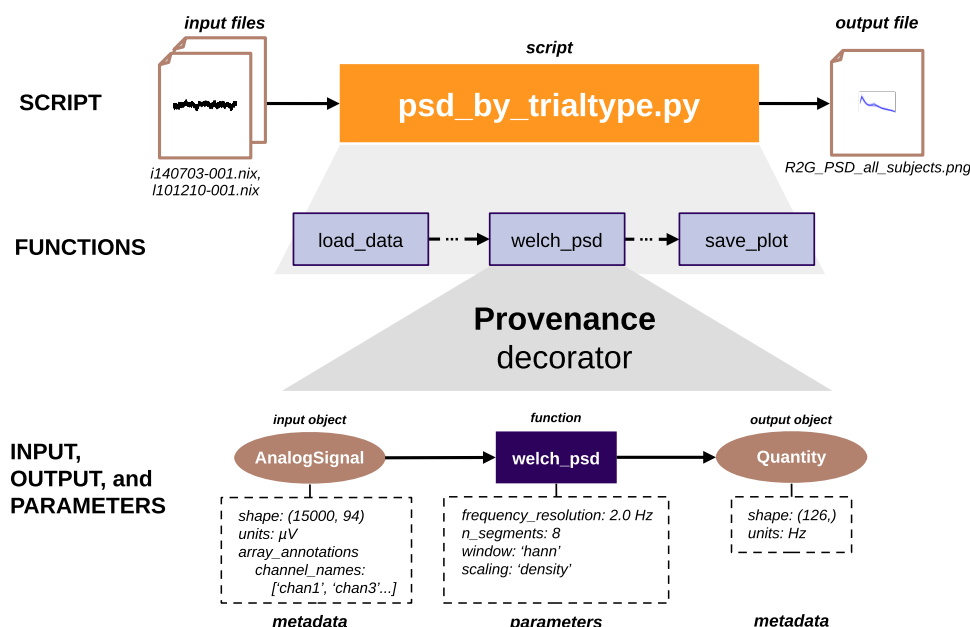 input files
output file
script
SCRIPT
psd_by_trialtype.py
i140703-001.nix,
l101210-001.nix
R2G_PSD_all_subjects.png
FUNCTIONS
load_data
...
welch_psd
...
save_plot
Provenance
decorator
input object
function
output object
INPUT,
OUTPUT, and
PARAMETERS
AnalogSignal
welch_psd
Quantity
shape: (15000, 94)
units: µV
array_annotations
channel_names:
[‘chan1’, ‘chan3’...]
frequency_resolution: 2.0 Hz
n_segments: 8
window: ‘hann’
scaling: ‘density’
shape: (126,)
units: Hz
metadata
parameters
metadata